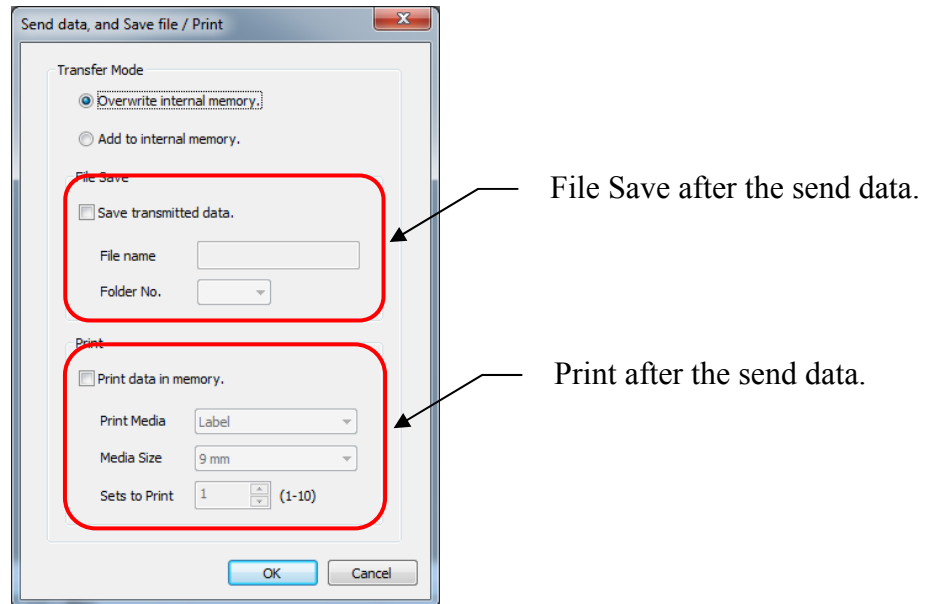 Send data, and Save file / Print
Transfer Mode
Overwrite internal memory.
Add to internal memory.
File Save
Save transmitted data.
File name
Folder No.
File Save after the send data.
Print
Print data in memory.
Print Media Label
Media Size 9 mm
Sets to Print 1 (1-10)
Print after the send data.
OK Cancel